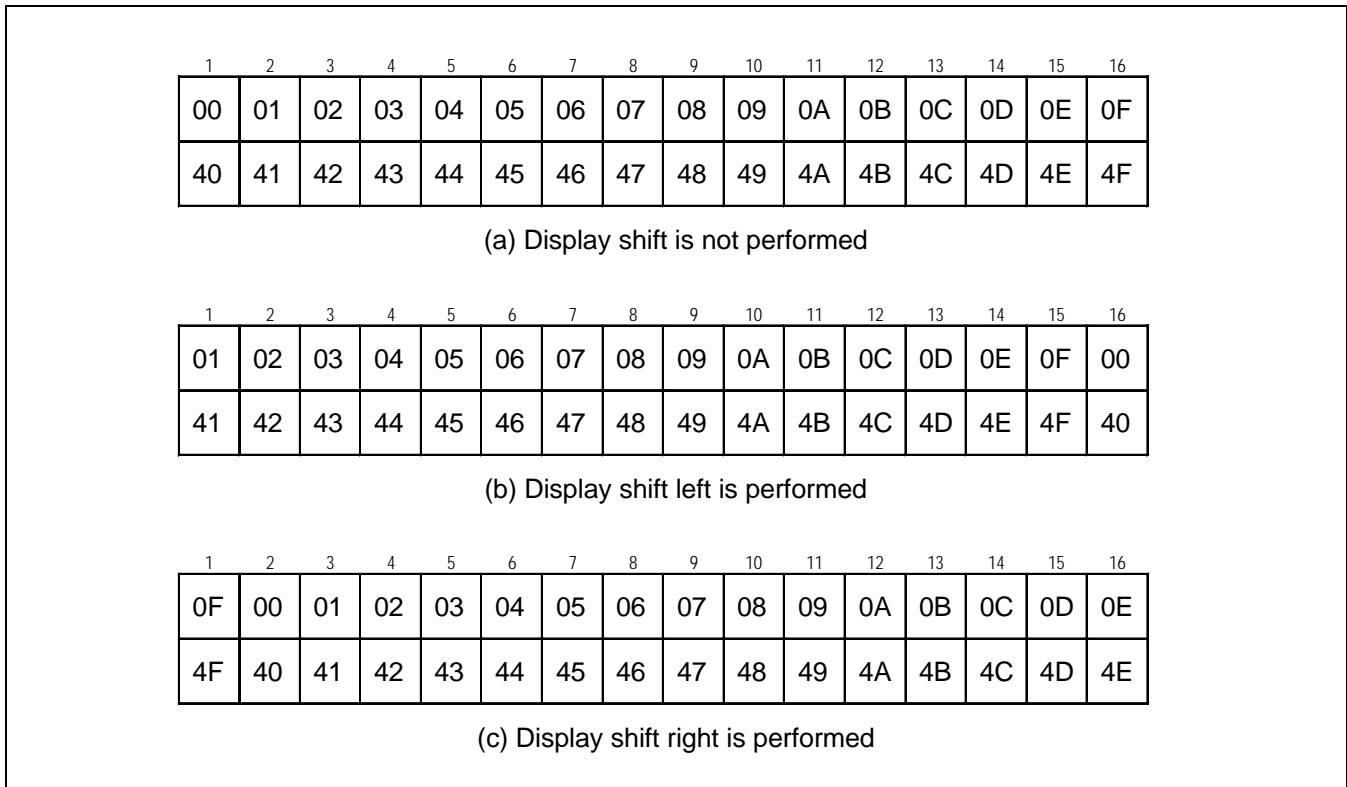 1 2 3 4 5 6 7 8 9 10 11 12 13 14 15 16
00 01 02 03 04 05 06 07 08 09 0A 0B 0C 0D 0E 0F
40 41 42 43 44 45 46 47 48 49 4A 4B 4C 4D 4E 4F
(a) Display shift is not performed
1 2 3 4 5 6 7 8 9 10 11 12 13 14 15 16
01 02 03 04 05 06 07 08 09 0A 0B 0C 0D 0E 0F 00
41 42 43 44 45 46 47 48 49 4A 4B 4C 4D 4E 4F 40
(b) Display shift left is performed
1 2 3 4 5 6 7 8 9 10 11 12 13 14 15 16
0F 00 01 02 03 04 05 06 07 08 09 0A 0B 0C 0D 0E
4F 40 41 42 43 44 45 46 47 48 49 4A 4B 4C 4D 4E
(c) Display shift right is performed